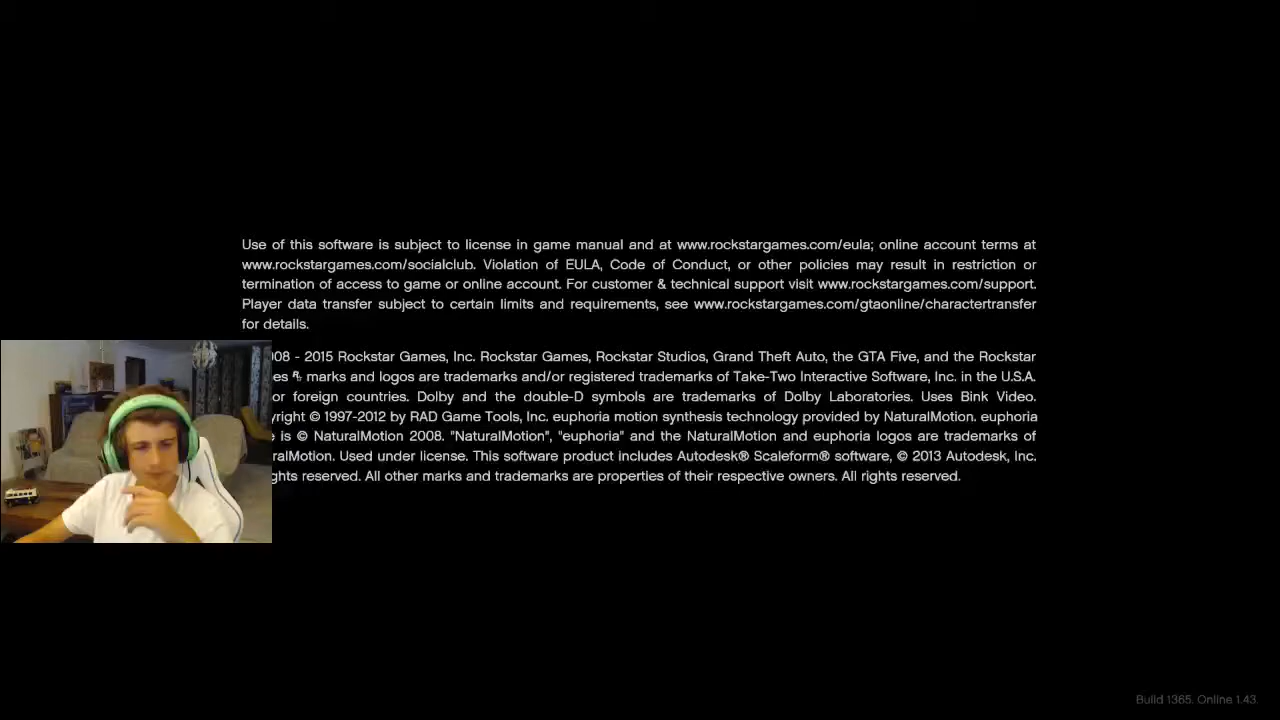 Use of this software is subject to license in game manual and at www.rockstargames.com/eula; online account terms at
www.rockstargames.com/socialclub. Violation of EULA, Code of Conduct, or other policies may result in restriction or
termination of access to game or online account. For customer & technical support visit www.rockstargames.com/support.
Player data transfer subject to certain limits and requirements, see www.rockstargames.com/gtaonline/charactertransfer
for details.
08 - 2015 Rockstar Games, Inc. Rockstar Games, Rockstar Studios, Grand Theft Auto, the GTA Five, and the Rockstar
es R* marks and logos are trademarks and/or registered trademarks of Take-Two Interactive Software, Inc. in the U.S.A.
or foreign countries. Dolby and the double-D symbols are trademarks of Dolby Laboratories. Uses Bink Video.
yright © 1997-2012 by RAD Game Tools, Inc. euphoria motion synthesis technology provided by NaturalMotion. euphoria
is © NaturalMotion 2008. "NaturalMotion", "euphoria" and the NaturalMotion and euphoria logos are trademarks of
ralMotion. Used under license. This software product includes Autodesk® Scaleform® software, © 2013 Autodesk, Inc.
ghts reserved. All other marks and trademarks are properties of their respective owners. All rights reserved.
Build 1365. Online 1.43.